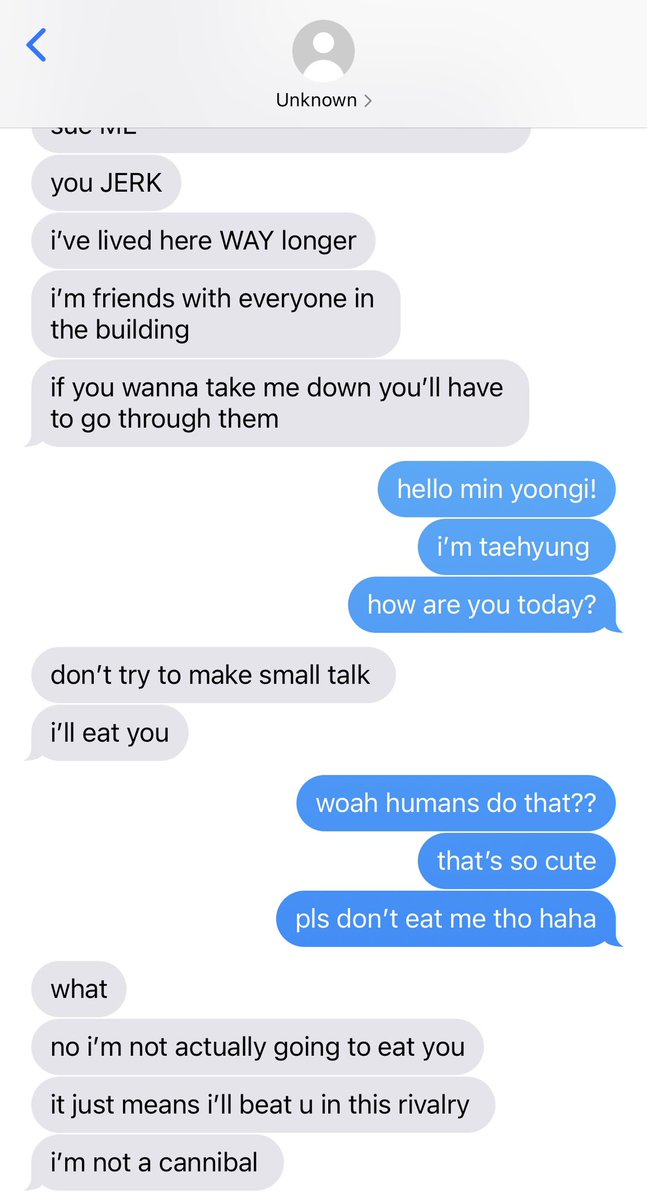 Unknown
sue ME
you JERK
i've lived here WAY longer
i'm friends with everyone in
the building
if you wanna take me down you'll have
to go through them
hello min yoongi!
i'm taehyung
how are you today?
don't try to make small talk
i'll eat you
woah humans do that??
that's so cute
pls don't eat me tho haha
what
no i'm not actually going to eat you
it just means i'll beat u in this rivalry
i'm not a cannibal